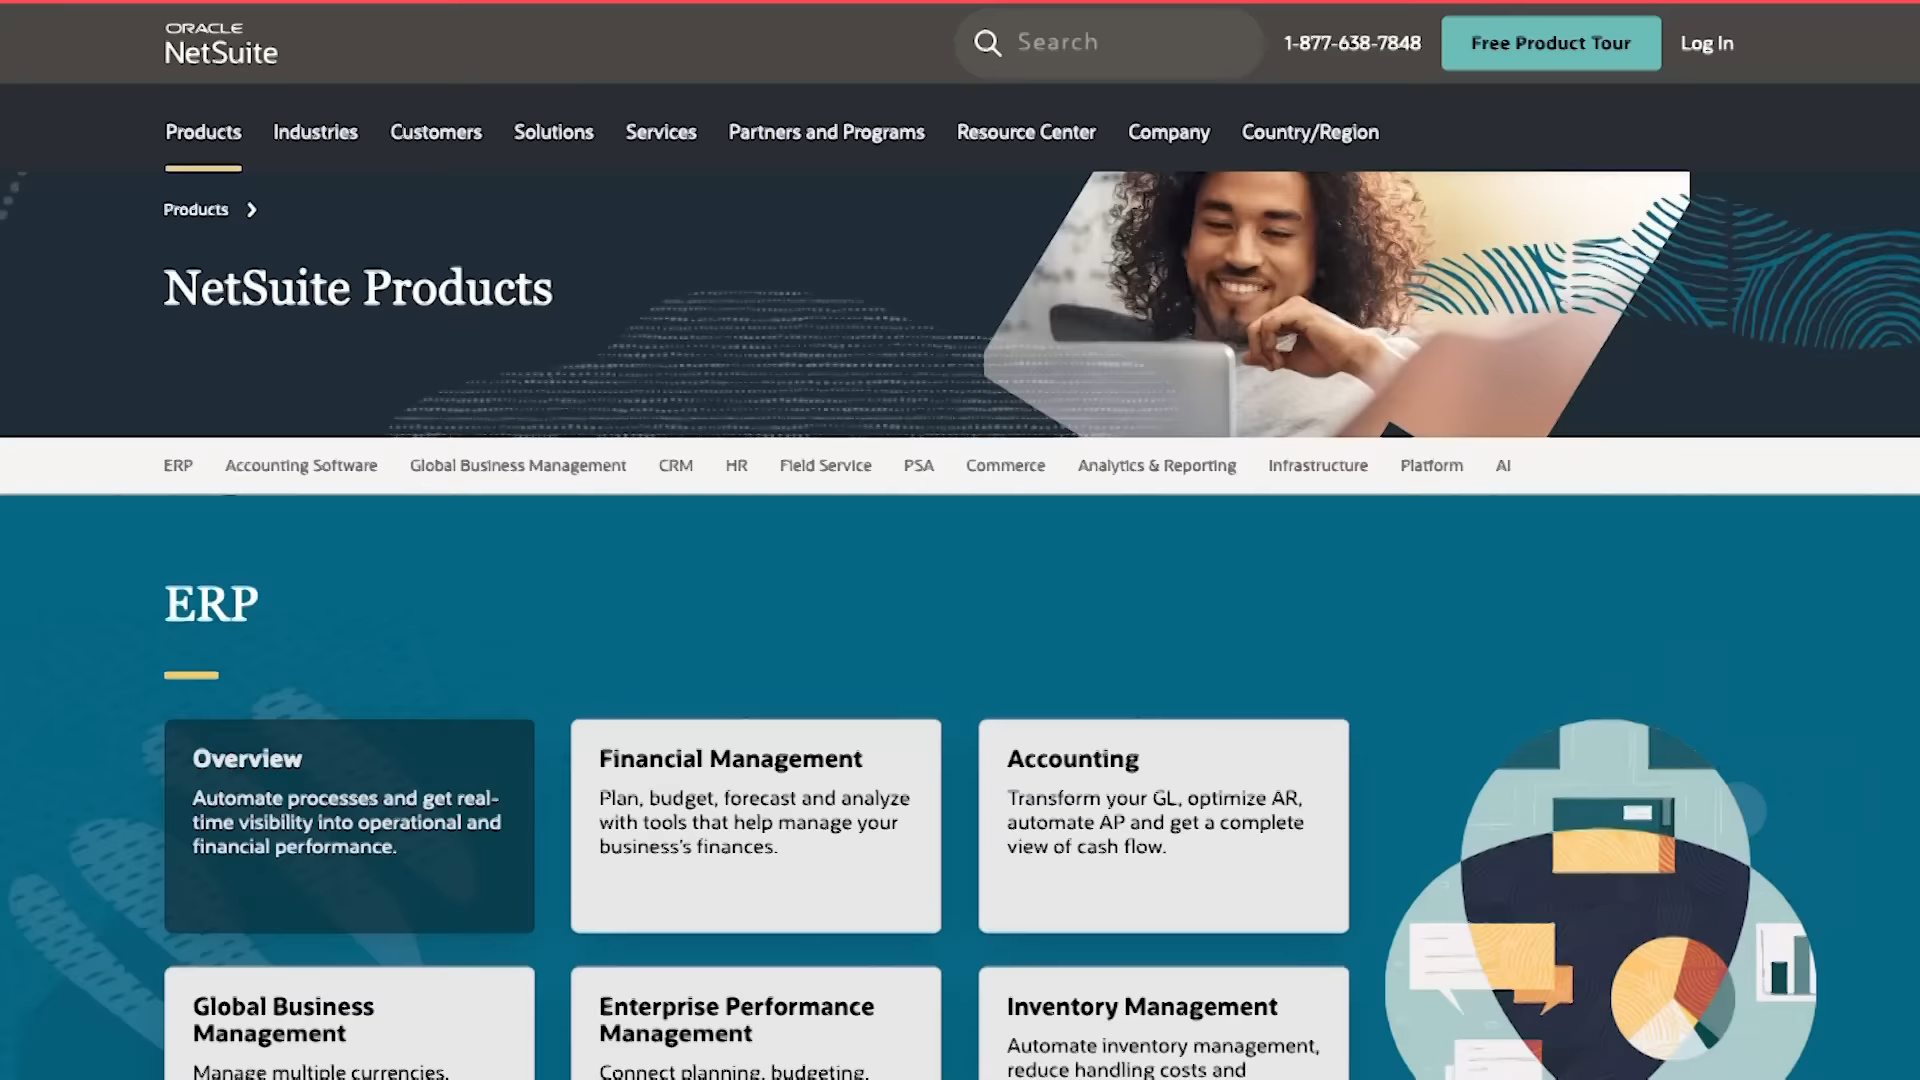 ORACLE
NetSuite
Search
1-877-638-7848
Free Product Tour
Log In
Products
Industries
Customers
Solutions
Services
Partners and Programs
Resource Center
Company
Country/Region
Products
NetSuite Products
ERP
Accounting Software
Global Business Management
CRM
HR
Field Service
PSA
Commerce
Analytics & Reporting
Infrastructure
Platform
AI
ERP
Overview
Automate processes and get real-
time visibility into operational and
financial performance.
Financial Management
Plan, budget, forecast and analyze
with tools that help manage your
business's finances.
Accounting
Transform your GL, optimize AR,
automate AP and get a complete
view of cash flow.
Global Business
Management
Manage multiple currencies,
Enterprise Performance
Management
Connect planning, budgeting,
Inventory Management
Automate inventory management,
reduce handling costs and